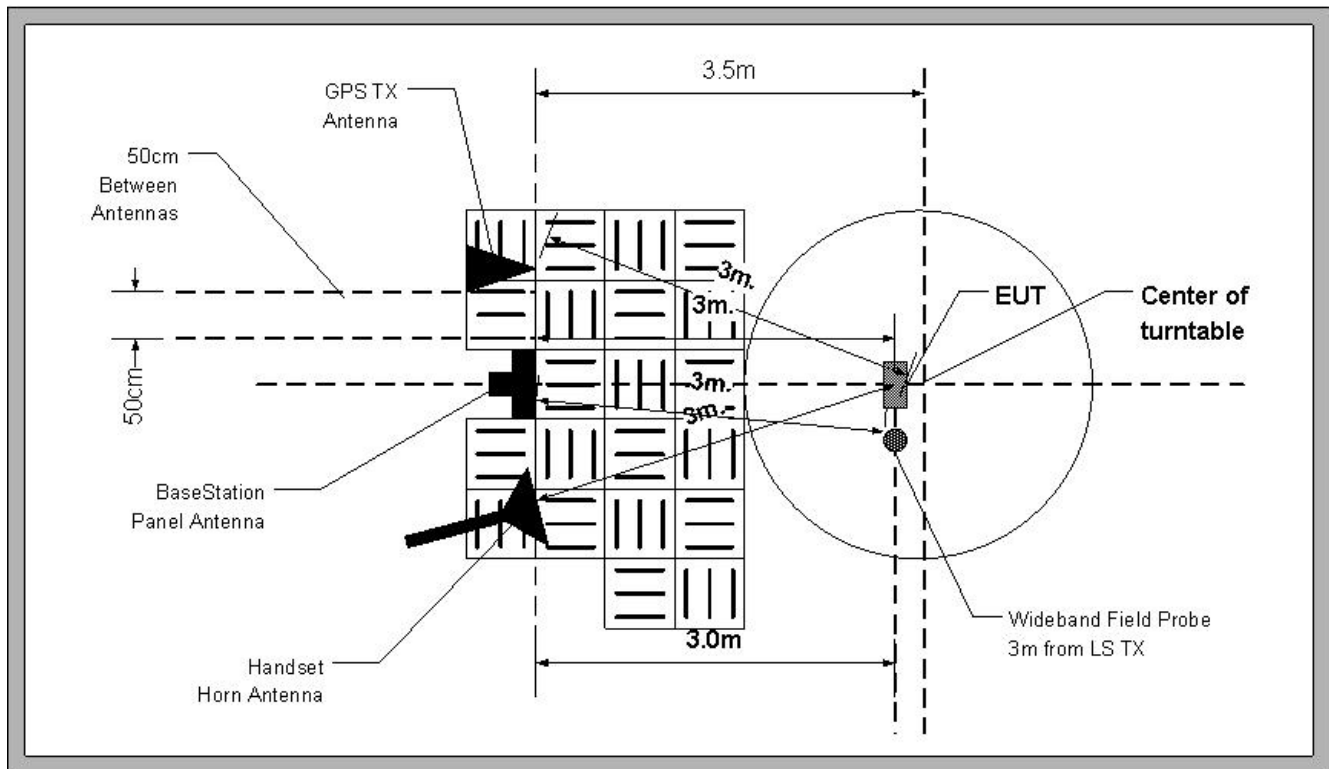 3.5m
GPS TX
Antenna
50cm
Between
Antennas
3m.
3m.
EUT
Center of
turntable
50cm
3m.
3m.
BaseStation
Panel Antenna
Wideband Field Probe
3m from LS TX
3.0m
Handset
Horn Antenna